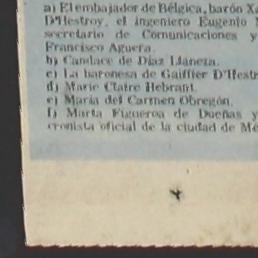 a) El embajador de Bélgica, barón
D'Hestroy, el ingeniero Eugenio
secretario de Comunicaciones y
Francisco Aguera.
b) Candace de Díaz Llaneza.
c) La baronesa de Gaiffier
d) Marie Claire Hebrant.
e) María del Carmen Obregón.
f) Marta Figueroa de Dueñas y
cronista oficial de la ciudad de